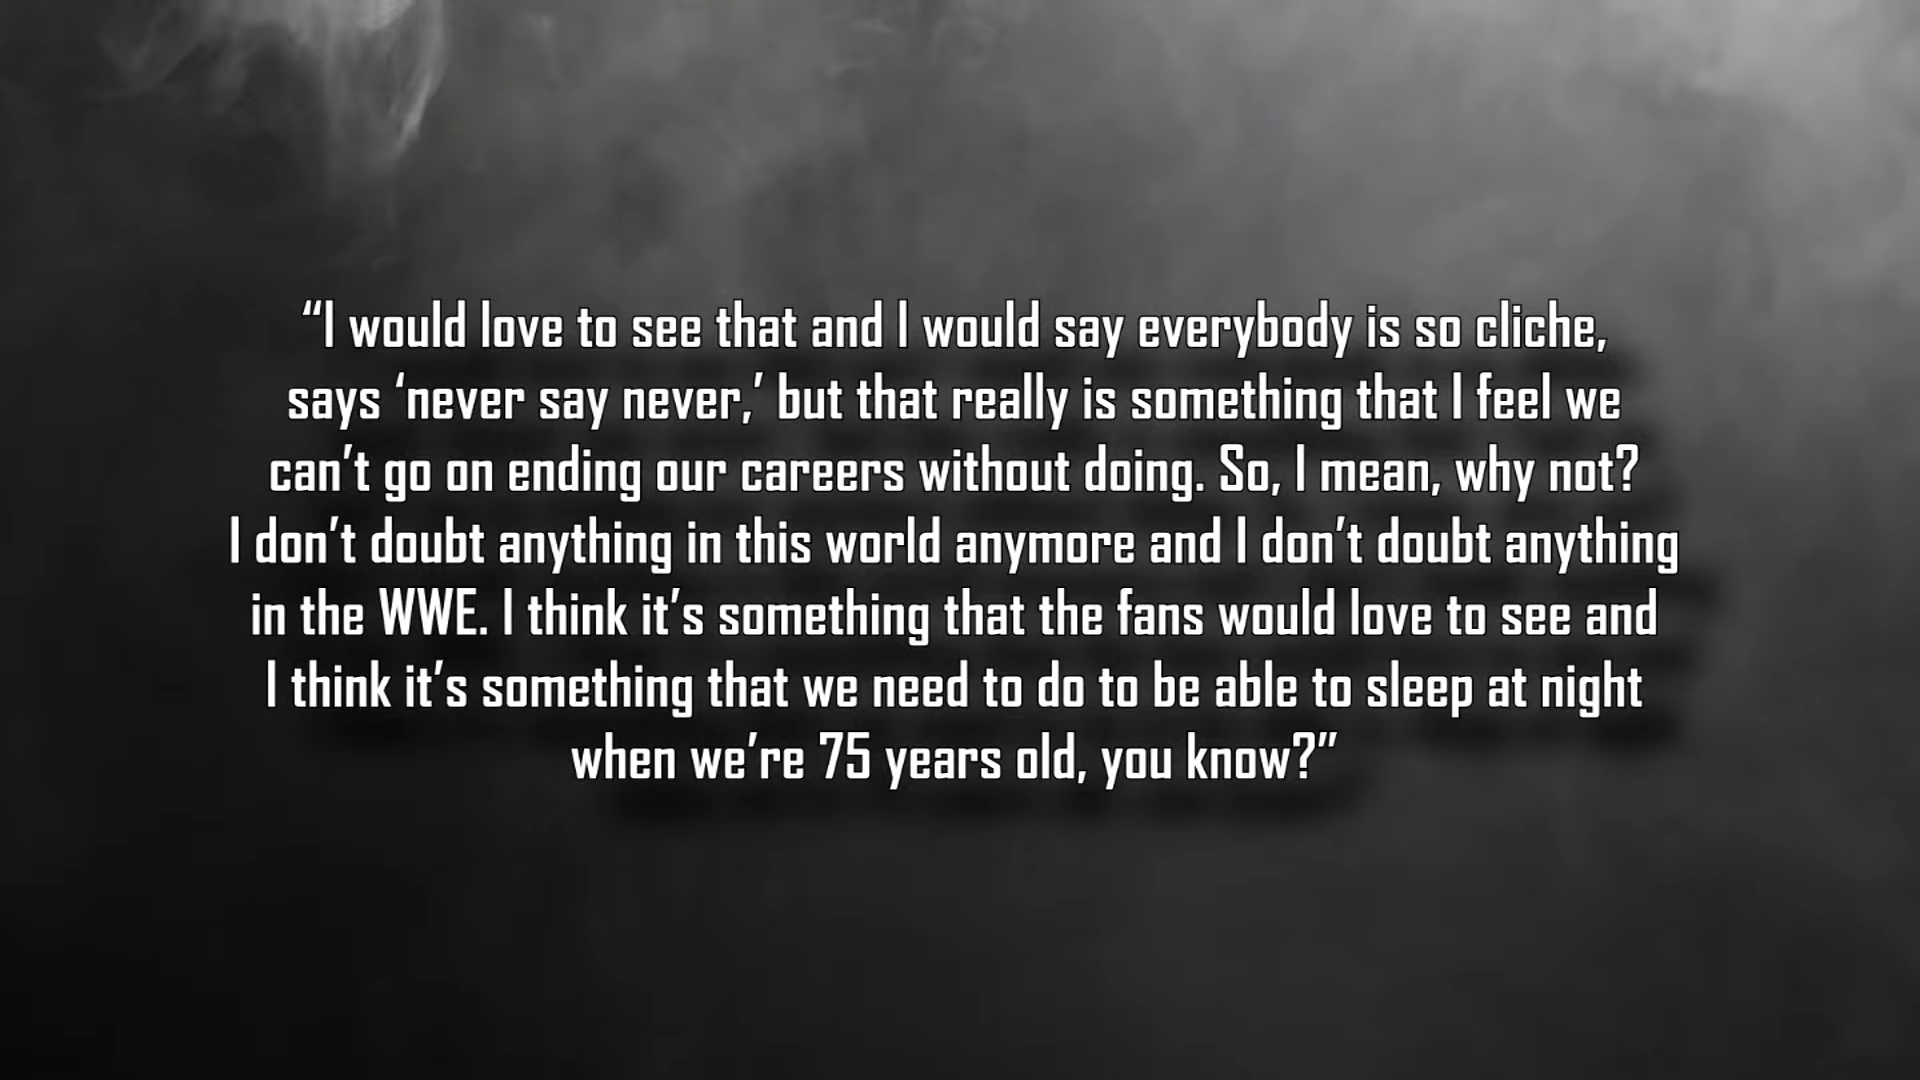 “I would love to see that and I would say everybody is so cliche,
says ‘never say never,’ but that really is something that I feel we
can’t go on ending our careers without doing. So, I mean, why not?
I don’t doubt anything in this world anymore and I don’t doubt anything
in the WWE. I think it’s something that the fans would love to see and
I think it’s something that we need to do to be able to sleep at night
when we’re 75 years old, you know?”